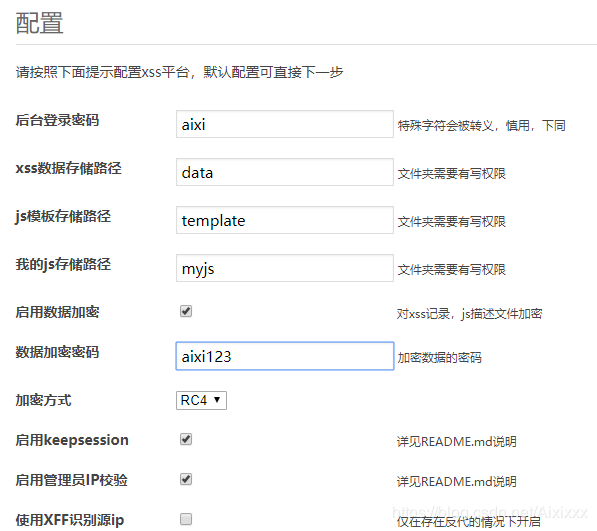 配置
请按照下面提示配置xss平台，默认配置可直接下一步
后台登录密码 aixi 特殊字符会被转义，慎用，下同
xss数据存储路径 data 文件夹需要有写权限
js模板存储路径 template 文件夹需要有写权限
我的js存储路径 myjs 文件夹需要有写权限
启用数据加密 对xss记录，js描述文件加密
数据加密密码 aixi123 加密数据的密码
加密方式 RC4
启用keepsession 详见README.md说明
启用管理员IP校验 详见README.md说明
使用XFF识别源ip 仅在存在反代的情况下开启
https://blog.csdn.net/Aixixxx